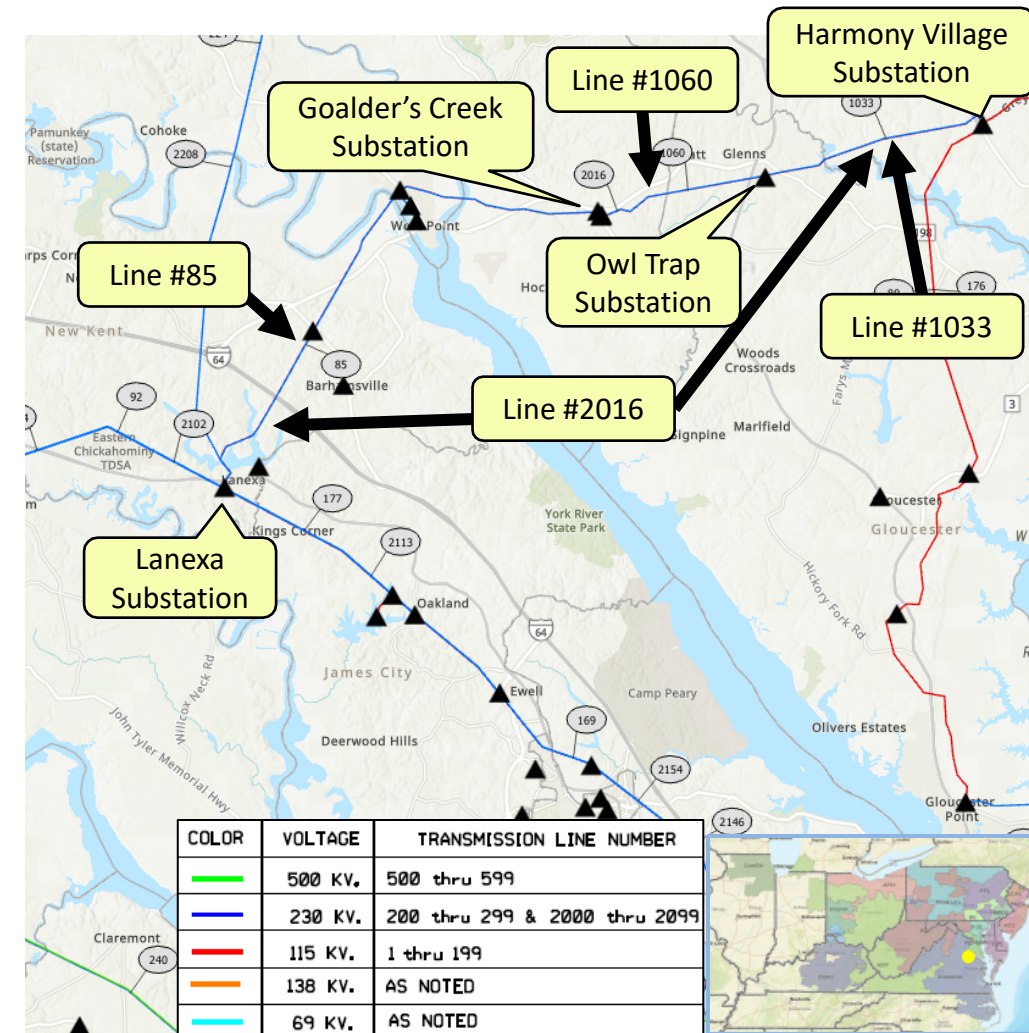 Harmony Village
Substation
Line #1060
Goalder's Creek
Substation
1033
Grey
Pamunkey
(state)
Reservation
Cohoke
2208
2016
1060
att
Glenns
West Point
Line #85
Owl Trap
Substation
198
176
Line #1033
New Kent
64
85
Barhamsville
Woods
Crossroads
Line #2016
92
2102
3
Eastern
Chickahominy
TDSA
Signpine
Marlfield
Lanexa
177
Kings Corner
York River
State Park
Gloucester
Gloucester
2113
Lanexa
Substation
Hickory Fork Rd
Oakland
64
James City
Willcox Neck Rd
Ewell
Camp Peary
John Tyler Memorial Hwy
Deerwood Hills
169
Olivers Estates
2154
Gloucester
Point
2146
COLOR VOLTAGE TRANSMISSION LINE NUMBER
500 KV. 500 thru 599
230 KV. 200 thru 299 & 2000 thru 2099
115 KV. 1 thru 199
138 KV. AS NOTED
69 KV. AS NOTED
Claremont
240